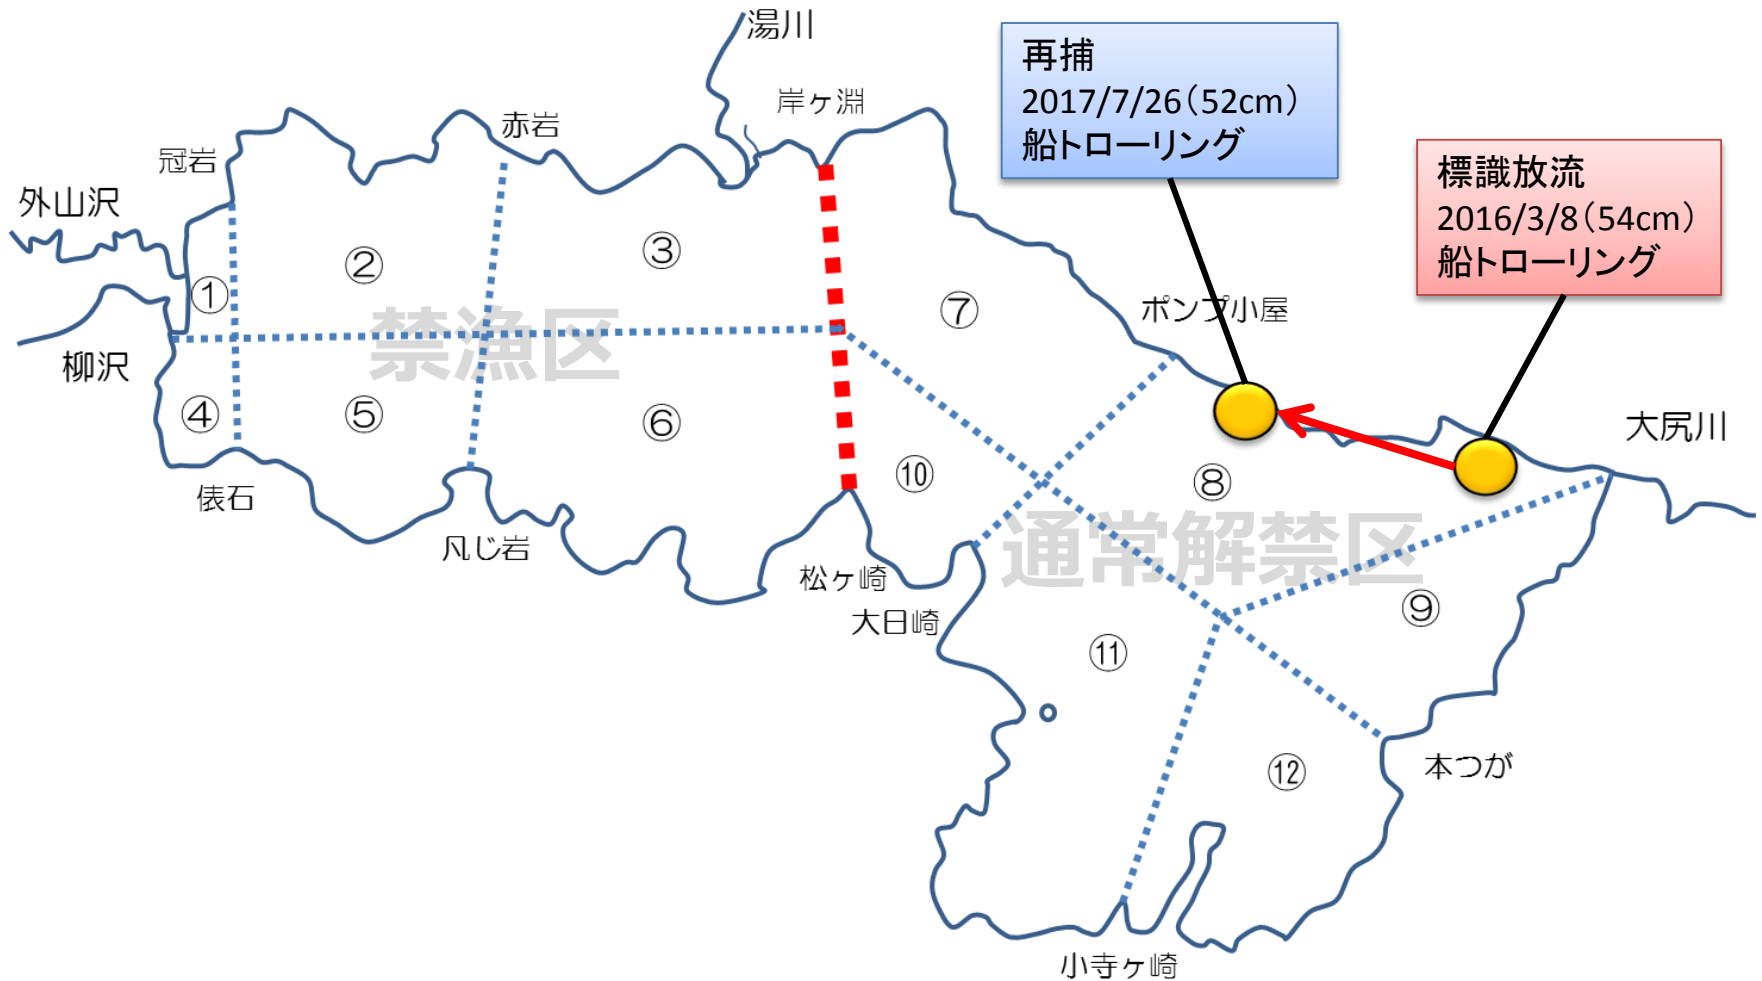 湯川
再捕
2017/7/26(52cm)
船トローリング
岸ヶ淵
赤岩
冠岩
標識放流
2016/3/8(54cm)
船トローリング
外山沢
③
②
①
⑦
ポンプ小屋
禁漁区
柳沢
④
⑤
⑥
大尻川
⑩
⑧
俵石
凡じ岩
通常解禁区
松ヶ崎
大日崎
⑨
⑪
本つが
⑫
小寺ヶ崎